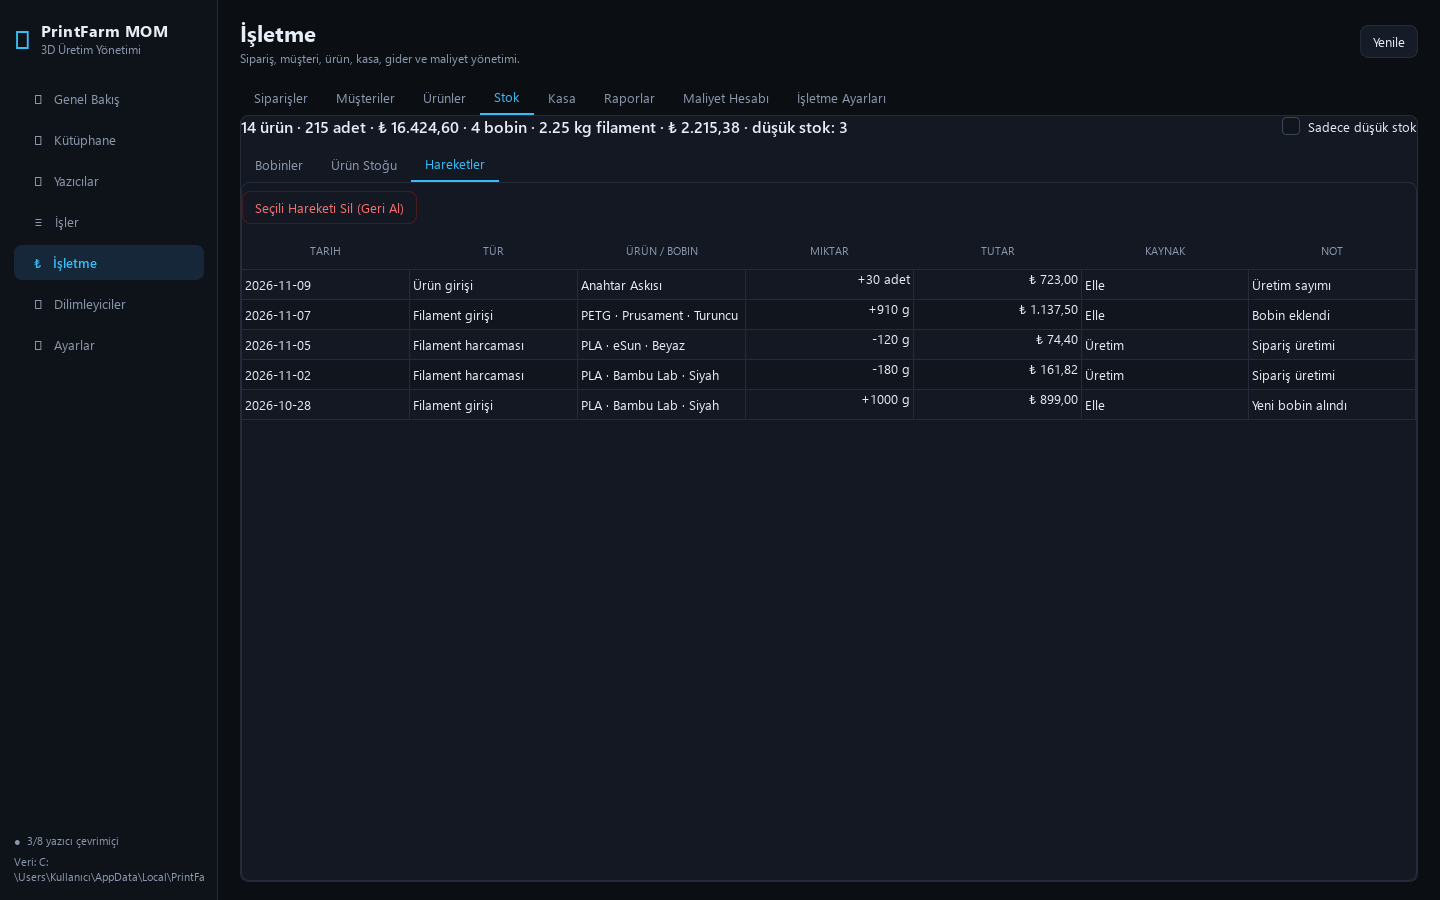 PrintFarm MOM
3D Üretim Yönetimi
Genel Bakış
Kütüphane
Yazıcılar
İşler
₺ İşletme
Dilimleyiciler
Ayarlar
● 3/8 yazıcı çevrimiçi
Veri: C:
\Users\Kullanıcı\AppData\Local\PrintFa
İşletme
Sipariş, müşteri, ürün, kasa, gider ve maliyet yönetimi.
Yenile
Siparişler Müşteriler Ürünler Stok Kasa Raporlar Maliyet Hesabı İşletme Ayarları
14 ürün · 215 adet · ₺ 16.424,60 · 4 bobin · 2.25 kg filament · ₺ 2.215,38 · düşük stok: 3
Sadece düşük stok
Bobinler Ürün Stoğu Hareketler
Seçili Hareketi Sil (Geri Al)
TARIH TÜR ÜRÜN / BOBIN MIKTAR TUTAR KAYNAK NOT
2026-11-09 Ürün girişi Anahtar Askısı +30 adet ₺ 723,00 Elle Üretim sayımı
2026-11-07 Filament girişi PETG · Prusament · Turuncu +910 g ₺ 1.137,50 Elle Bobin eklendi
2026-11-05 Filament harcaması PLA · eSun · Beyaz -120 g ₺ 74,40 Üretim Sipariş üretimi
2026-11-02 Filament harcaması PLA · Bambu Lab · Siyah -180 g ₺ 161,82 Üretim Sipariş üretimi
2026-10-28 Filament girişi PLA · Bambu Lab · Siyah +1000 g ₺ 899,00 Elle Yeni bobin alındı